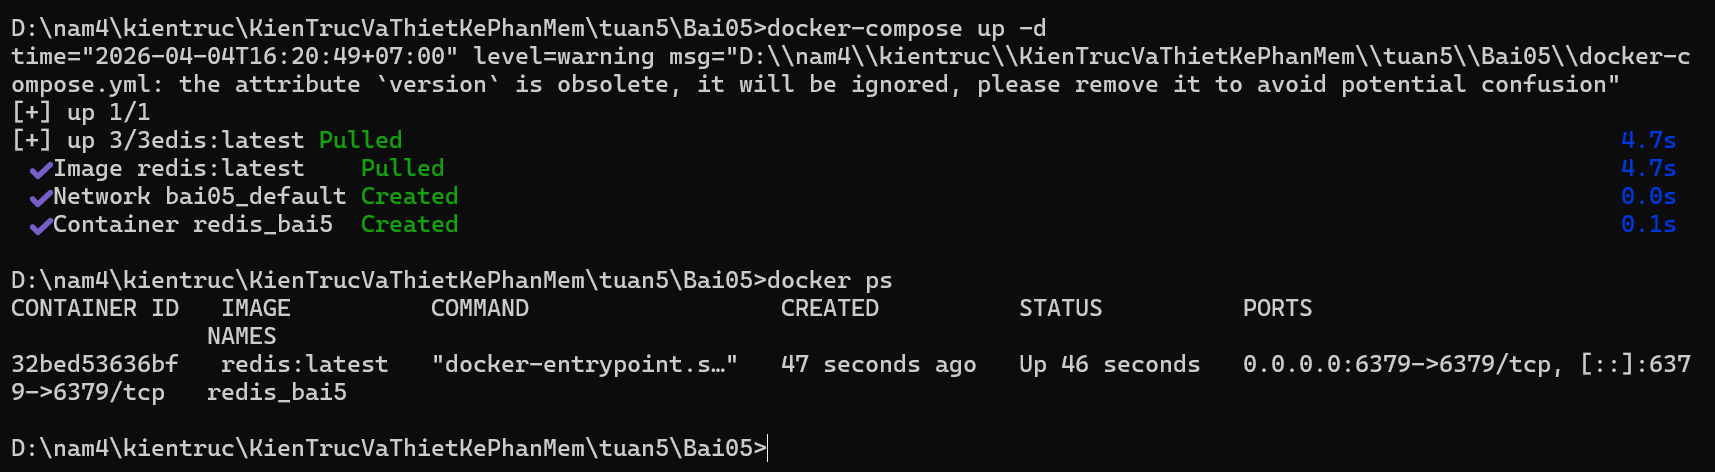 D:\nam4\kientruc\KienTrucVaThietKePhanMem\tuan5\Bai05>docker-compose up -d
time="2026-04-04T16:20:49+07:00" level=warning msg="D:\\nam4\\kientruc\\KienTrucVaThietKePhanMem\\tuan5\\Bai05\\docker-c
ompose.yml: the attribute `version` is obsolete, it will be ignored, please remove it to avoid potential confusion"
[+] up 1/1
[+] up 3/3edis:latest Pulled 4.7s
✔Image redis:latest Pulled 4.7s
✔Network bai05_default Created 0.0s
✔Container redis_bai5 Created 0.1s
D:\nam4\kientruc\KienTrucVaThietKePhanMem\tuan5\Bai05>docker ps
CONTAINER ID IMAGE COMMAND CREATED STATUS PORTS
NAMES
32bed53636bf redis:latest "docker-entrypoint.s…" 47 seconds ago Up 46 seconds 0.0.0.0:6379->6379/tcp, [::]:637
9->6379/tcp redis_bai5
D:\nam4\kientruc\KienTrucVaThietKePhanMem\tuan5\Bai05>